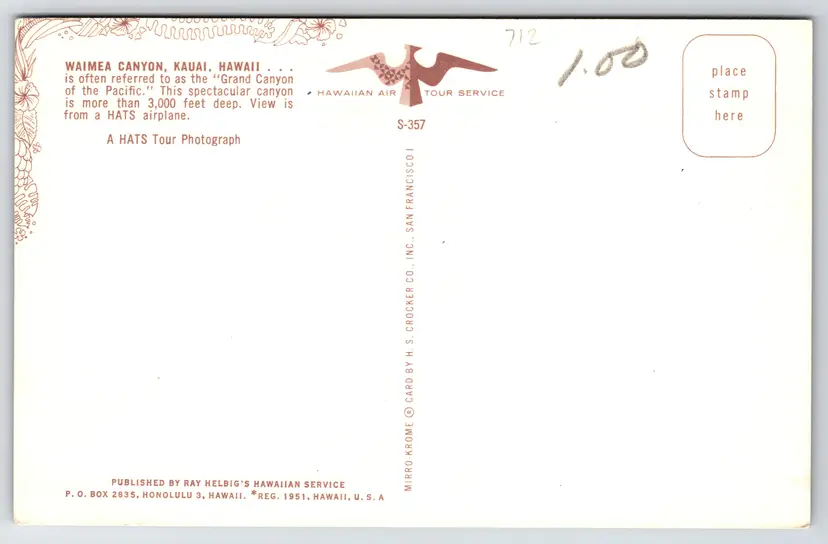 WAIMEA CANYON, KAUAI, HAWAII . . .
is often referred to as the "Grand Canyon
of the Pacific." This spectacular canyon
is more than 3,000 feet deep. View is
from a HATS airplane.
A HATS Tour Photograph
HAWAIIAN AIR TOUR SERVICE
S-357
712
1.00
place
stamp
here
MIRRO-KROME ® CARD BY H. S. CROCKER CO., INC., SAN FRANCISCO 1
PUBLISHED BY RAY HELBIG'S HAWAIIAN SERVICE
P. O. BOX 2835, HONOLULU 3, HAWAII. *REG. 1951, HAWAII, U. S. A